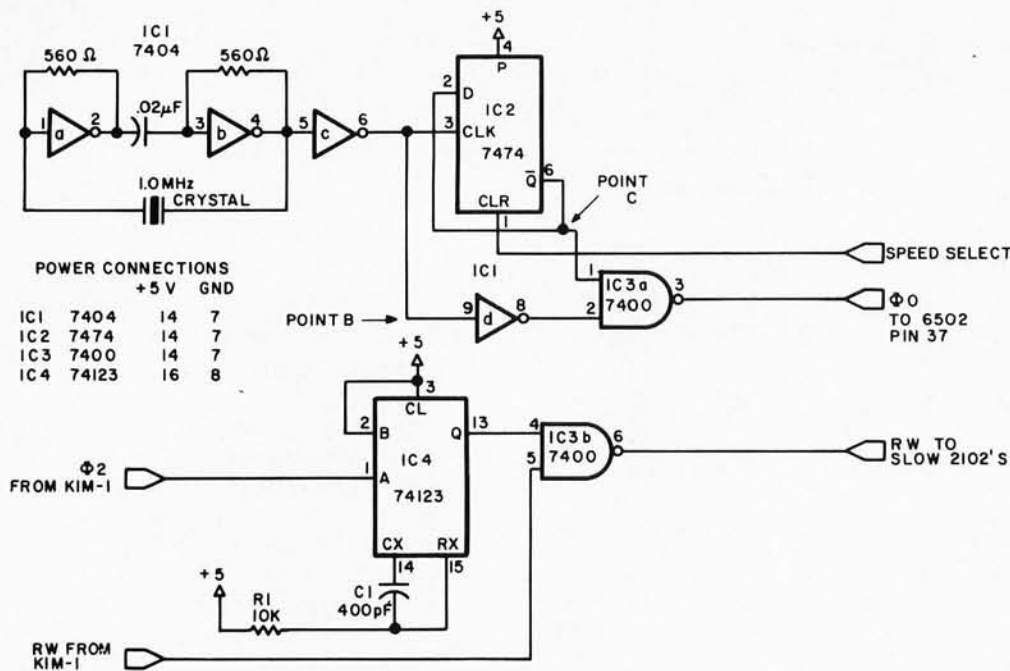 IC1
7404
560Ω
560Ω
.02µF
1
a
2
3
b
4
5
c
6
1.0MHz
CRYSTAL
+5
4
P
2
D
IC2
3
CLK
7474
6
Q̅
CLR
1
POINT
C
SPEED SELECT
POWER CONNECTIONS
+5 V GND
IC1 7404 14 7
IC2 7474 14 7
IC3 7400 14 7
IC4 74123 16 8
POINT B
IC1
9
d
8
1
IC3a
7400
2
3
Φ0
TO 6502
PIN 37
+5
3
CL
2
B
Q
13
IC4
1
A
74123
CX RX
14 15
4
IC3b
7400
5
6
RW TO
SLOW 2102'S
Φ2
FROM KIM-1
C1
400pF
+5
R1
10K
RW FROM
KIM-1